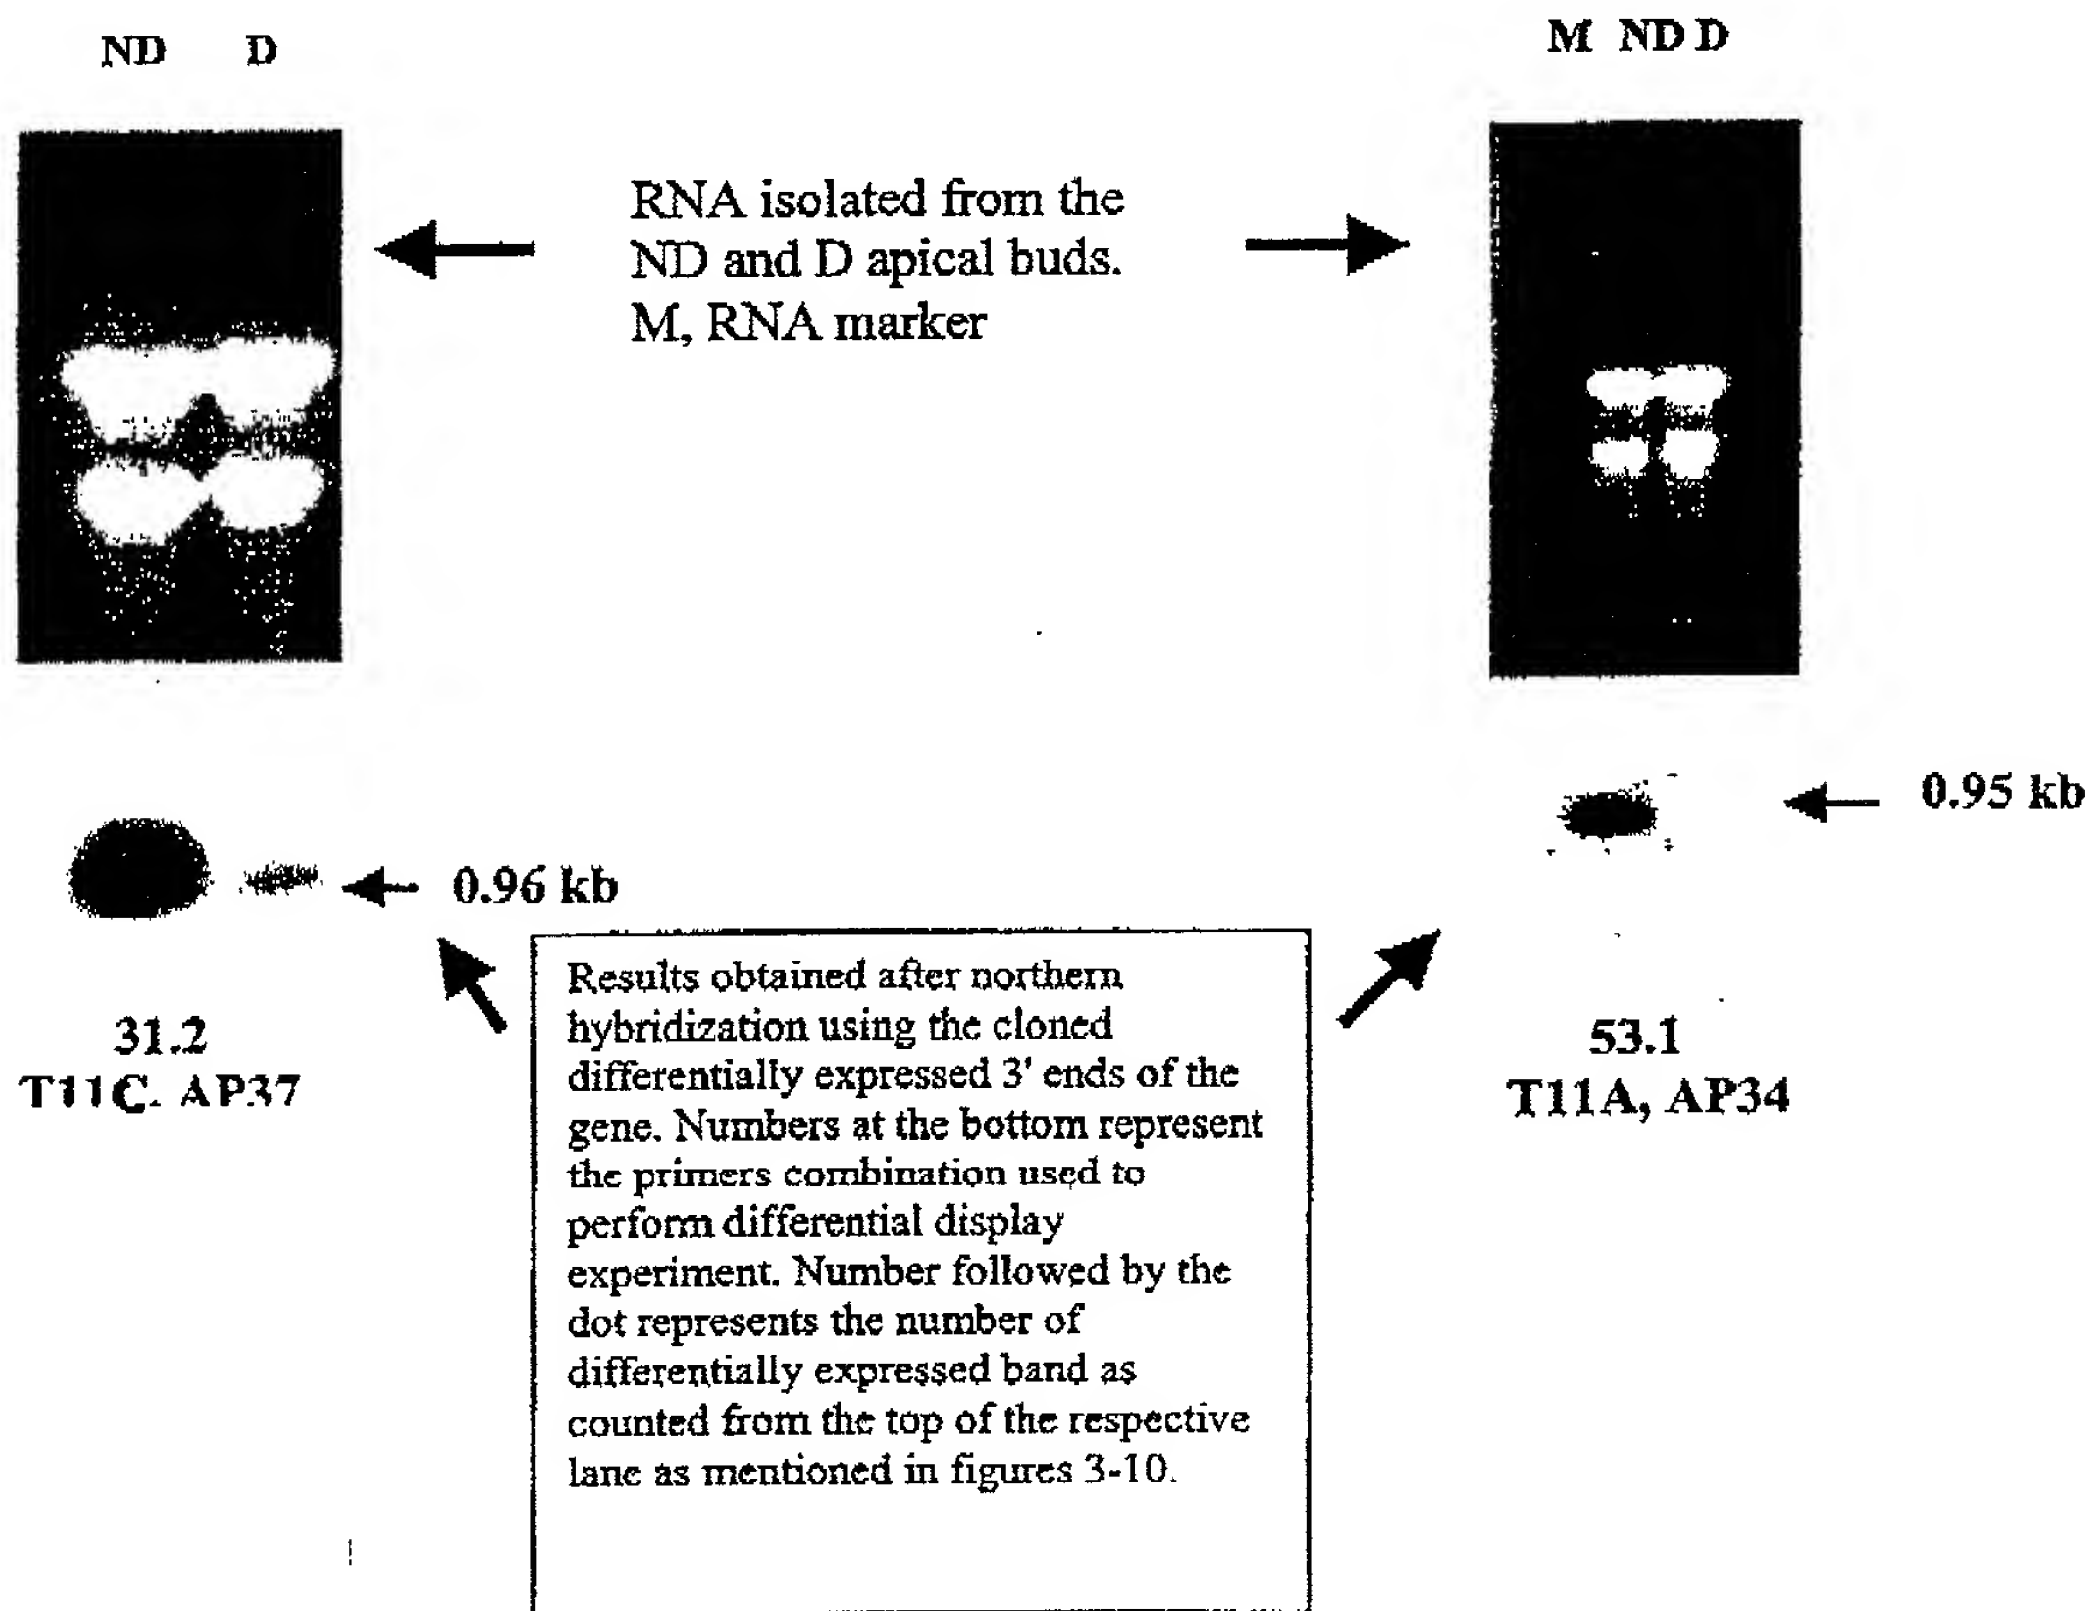 ND D
M ND D
RNA isolated from the
ND and D apical buds.
M, RNA marker
0.95 kb
0.96 kb
31.2
T11C. AP37
53.1
T11A, AP34
Results obtained after northern
hybridization using the cloned
differentially expressed 3' ends of the
gene. Numbers at the bottom represent
the primers combination used to
perform differential display
experiment. Number followed by the
dot represents the number of
differentially expressed band as
counted from the top of the respective
lane as mentioned in figures 3-10.